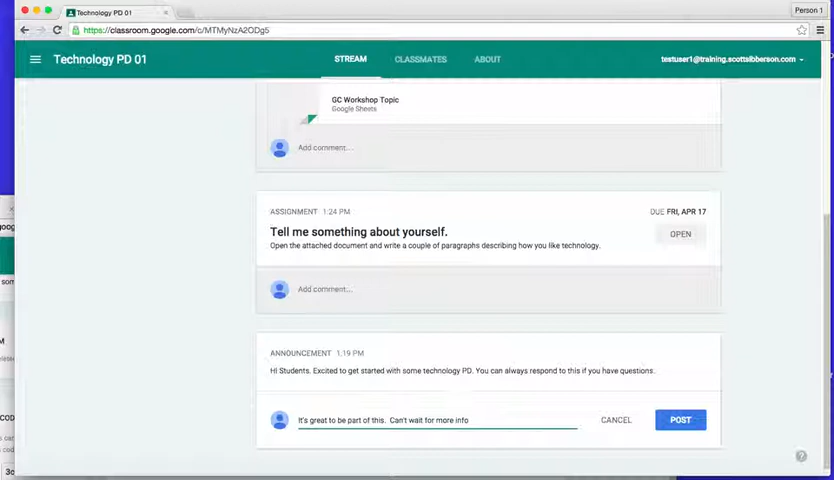 Technology PD 01
Person 1
https://classroom.google.com/c/MTMyNzA2ODg5
Technology PD 01
STREAM
CLASSMATES
ABOUT
testuser1@training.scottsibberson.com
GC Workshop Topic
Google Sheets
Add comment...
ASSIGNMENT 1:24 PM
DUE FRI, APR 17
Tell me something about yourself.
OPEN
Open the attached document and write a couple of paragraphs describing how you like technology.
Add comment...
ANNOUNCEMENT 1:19 PM
Hi Students. Excited to get started with some technology PD. You can always respond to this if you have questions.
It's great to be part of this. Can't wait for more info
CANCEL
POST